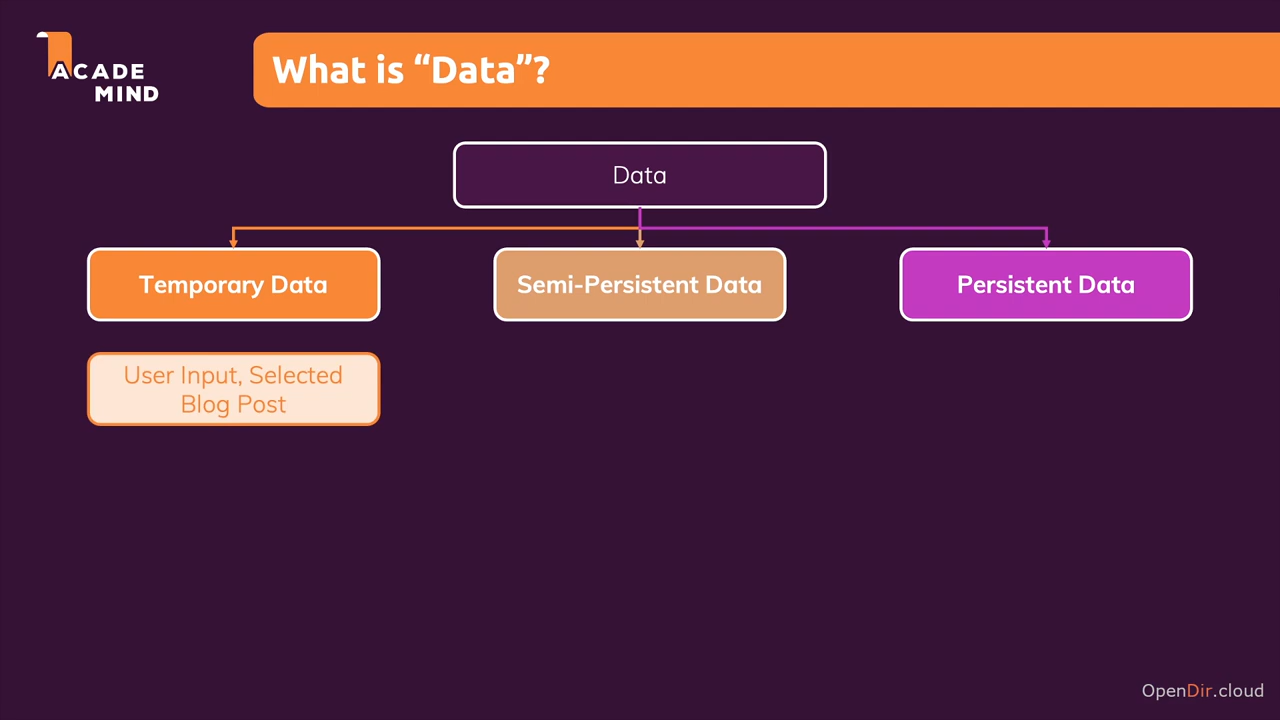 ACADE
MIND
What is “Data”?
Data
Temporary Data
Semi-Persistent Data
Persistent Data
User Input, Selected
Blog Post
OpenDir.cloud